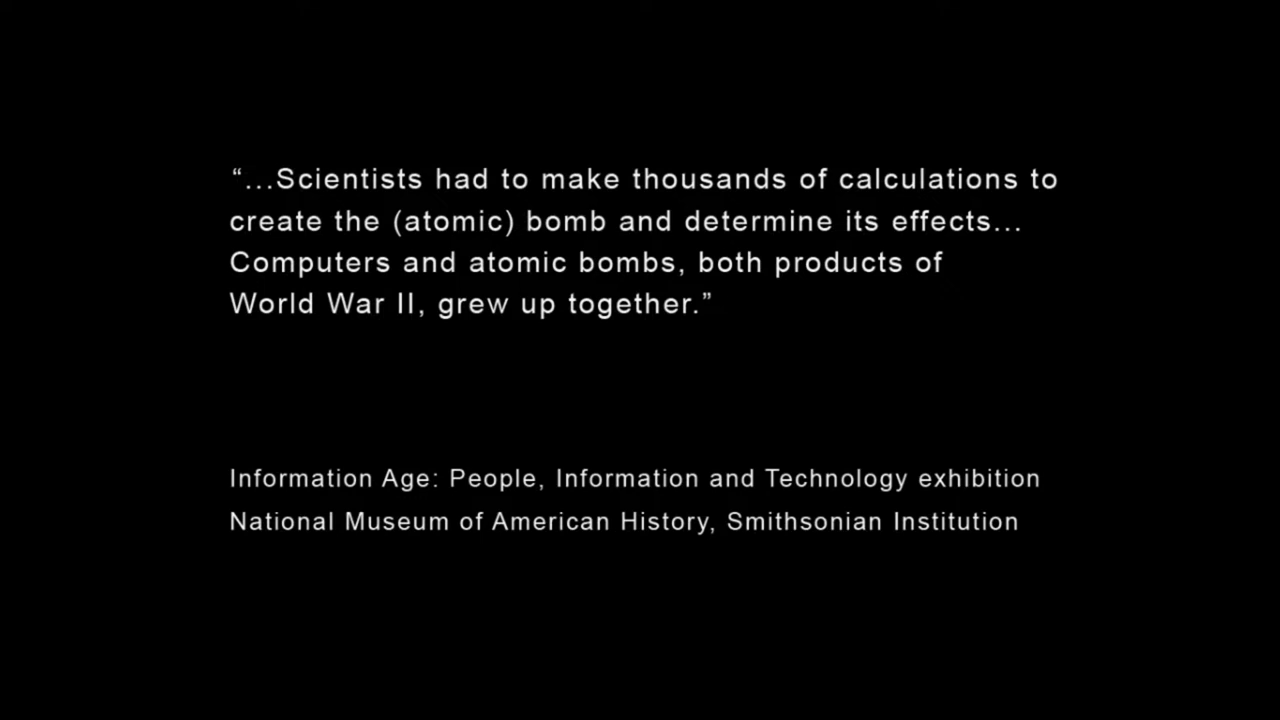 “...Scientists had to make thousands of calculations to
create the (atomic) bomb and determine its effects...
Computers and atomic bombs, both products of
World War II, grew up together.”
Information Age: People, Information and Technology exhibition
National Museum of American History, Smithsonian Institution